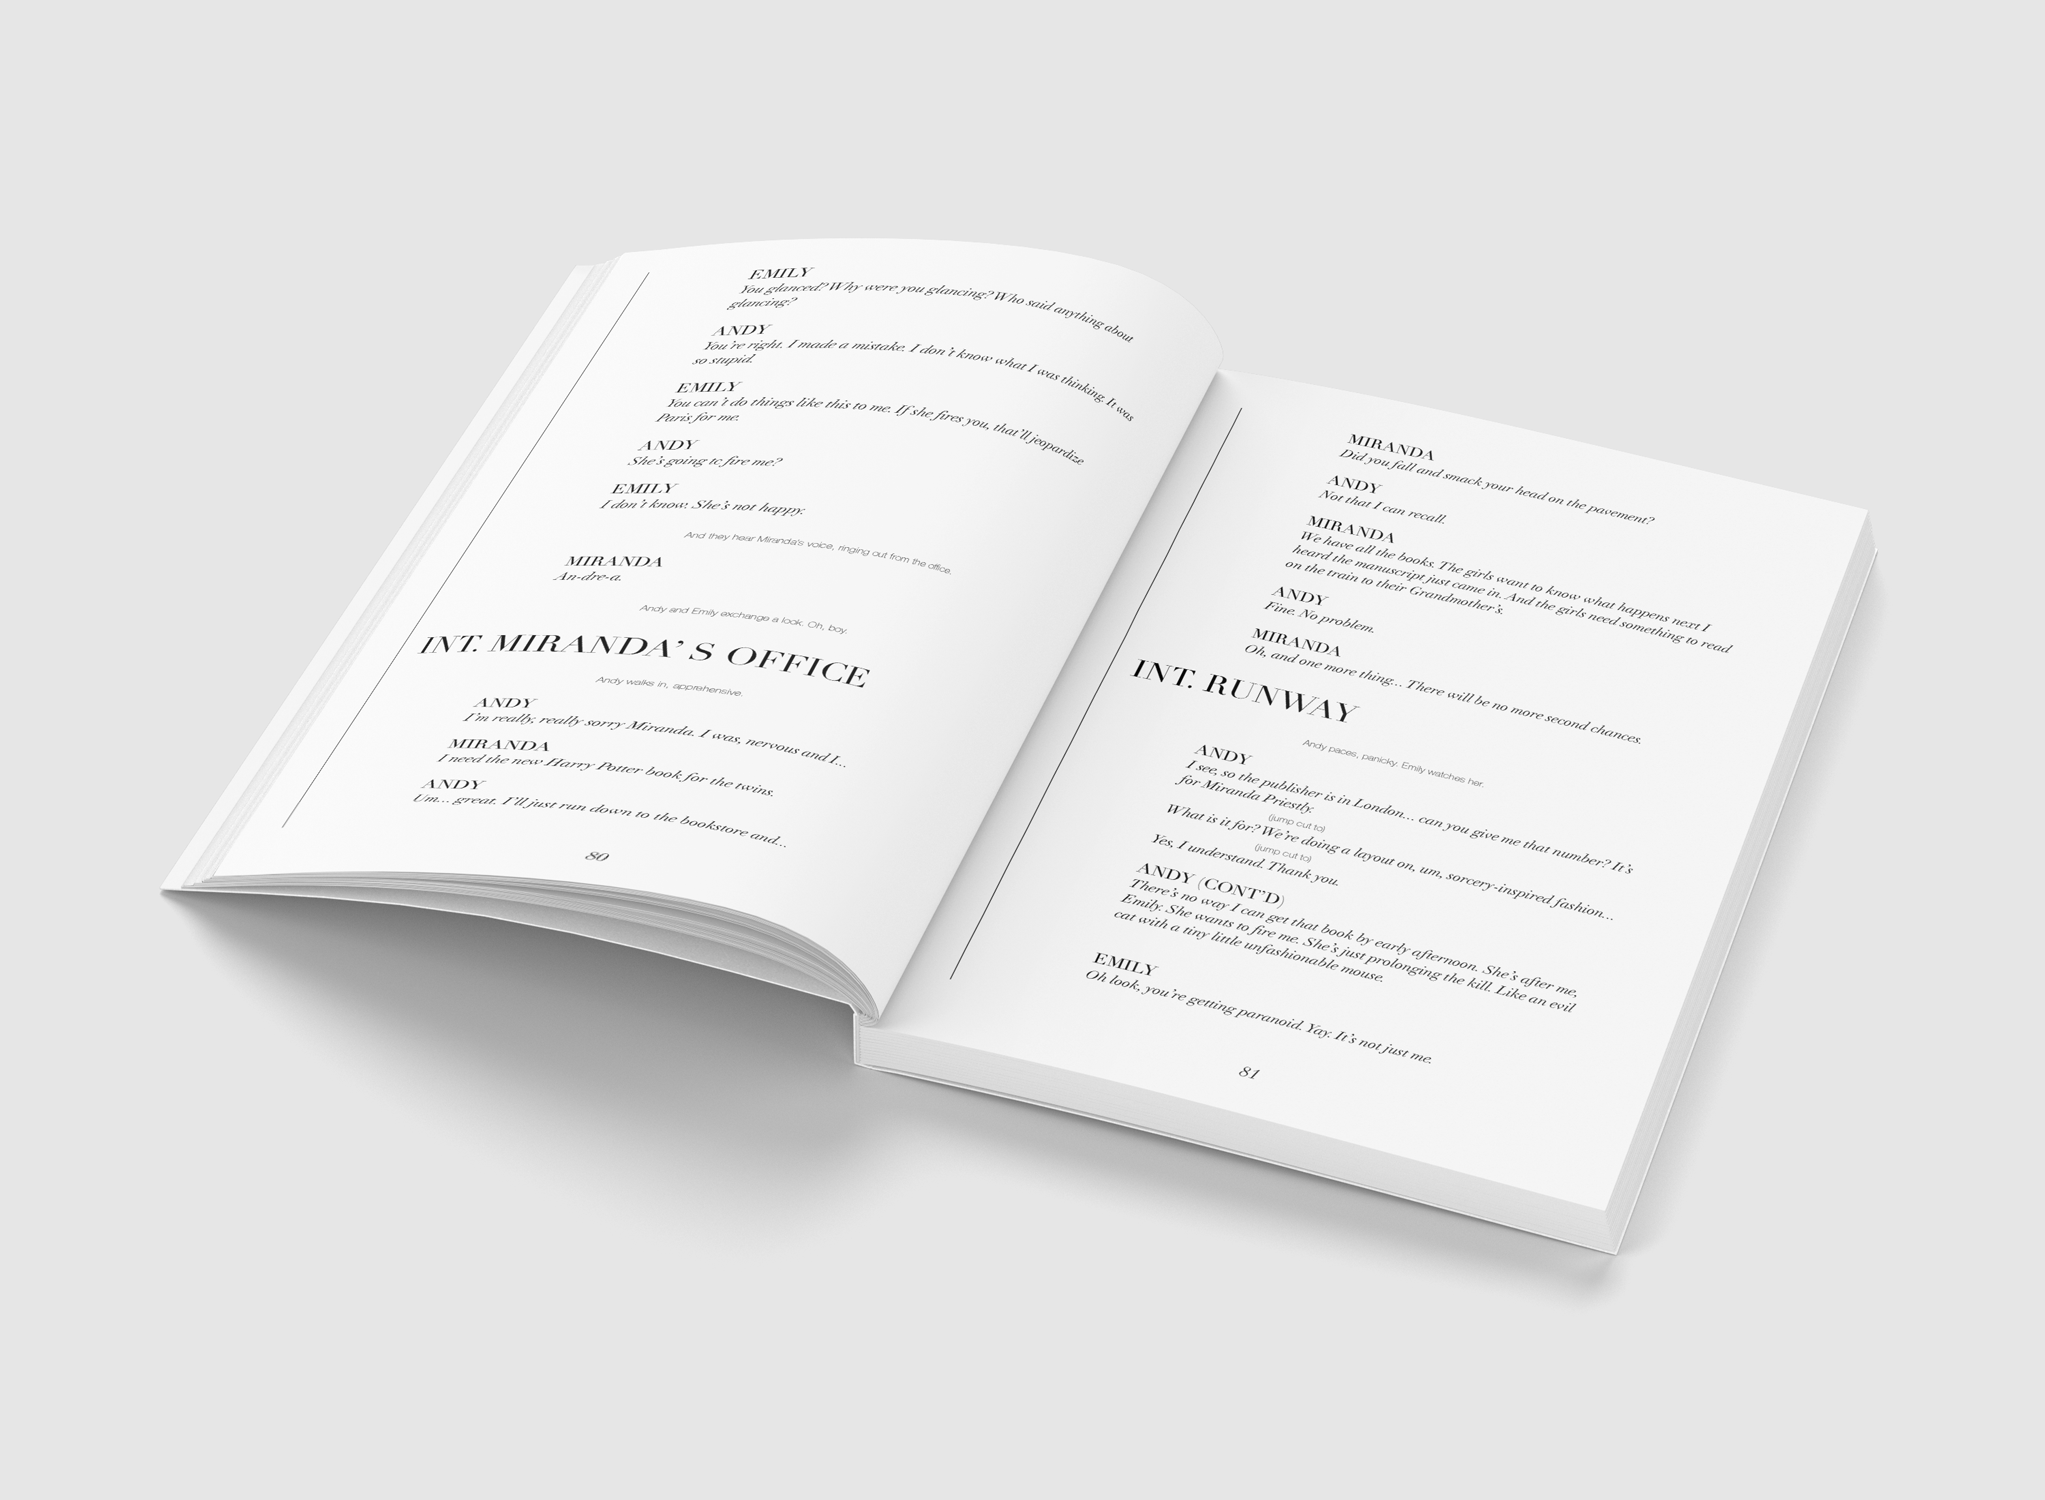 EMILY
You glanced? Why were you glancing? Who said anything about
glancing?
ANDY
You're right. I made a mistake. I don't know what I was thinking. It was
so stupid.
EMILY
You can't do things like this to me. If she fires you, that'll jeopardize
Paris for me.
ANDY
She's going to fire me?
EMILY
I don't know. She's not happy.
And they hear Miranda's voice, ringing out from the office.
MIRANDA
An-dre-a.
Andy and Emily exchange a look. Oh, boy.
INT. MIRANDA' S OFFICE
Andy walks in, apprehensive.
ANDY
I'm really, really sorry Miranda. I was, nervous and I...
MIRANDA
I need the new Harry Potter book for the twins.
ANDY
Um... great. I'll just run down to the bookstore and...
80
MIRANDA
Did you fall and smack your head on the pavement?
ANDY
Not that I can recall.
MIRANDA
We have all the books. The girls want to know what happens next I
heard the manuscript just came in. And the girls need something to read
on the train to their Grandmother's.
ANDY
Fine. No problem.
MIRANDA
Oh, and one more thing... There will be no more second chances.
INT. RUNWAY
Andy paces, panicky. Emily watches her.
ANDY
I see, so the publisher is in London... can you give me that number? It's
for Miranda Priestly.
(jump cut to)
What is it for? We're doing a layout on, um, sorcery-inspired fashion...
(jump cut to)
Yes, I understand. Thank you.
ANDY (CONT'D)
There's no way I can get that book by early afternoon. She's after me,
Emily. She wants to fire me. She's just prolonging the kill. Like an evil
cat with a tiny little unfashionable mouse.
EMILY
Oh look, you're getting paranoid. Yay. It's not just me.
81